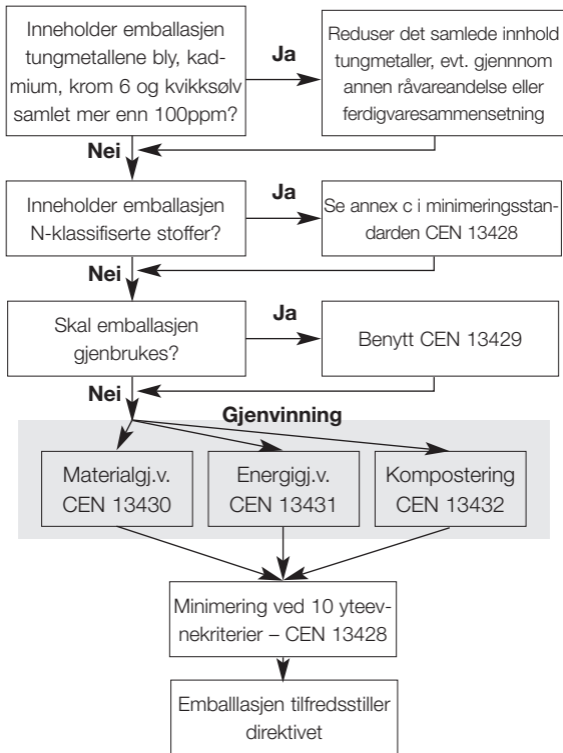 Inneholder emballasjen
tungmetallene bly, kad-
mium, krom 6 og kvikksølv
samlet mer enn 100ppm?
Ja
Reduser det samlede innhold
tungmetaller, evt. gjennnom
annen råvareandelse eller
ferdigvaresammensetning
Nei
Inneholder emballasjen
N-klassifiserte stoffer?
Ja
Se annex c i minimeringsstan-
darden CEN 13428
Nei
Skal emballasjen
gjenbrukes?
Ja
Benytt CEN 13429
Nei
Gjenvinning
Materialgj.v.
CEN 13430
Energigj.v.
CEN 13431
Kompostering
CEN 13432
Minimering ved 10 yteev-
nekriterier – CEN 13428
Emballlasjen tilfredsstiller
direktivet